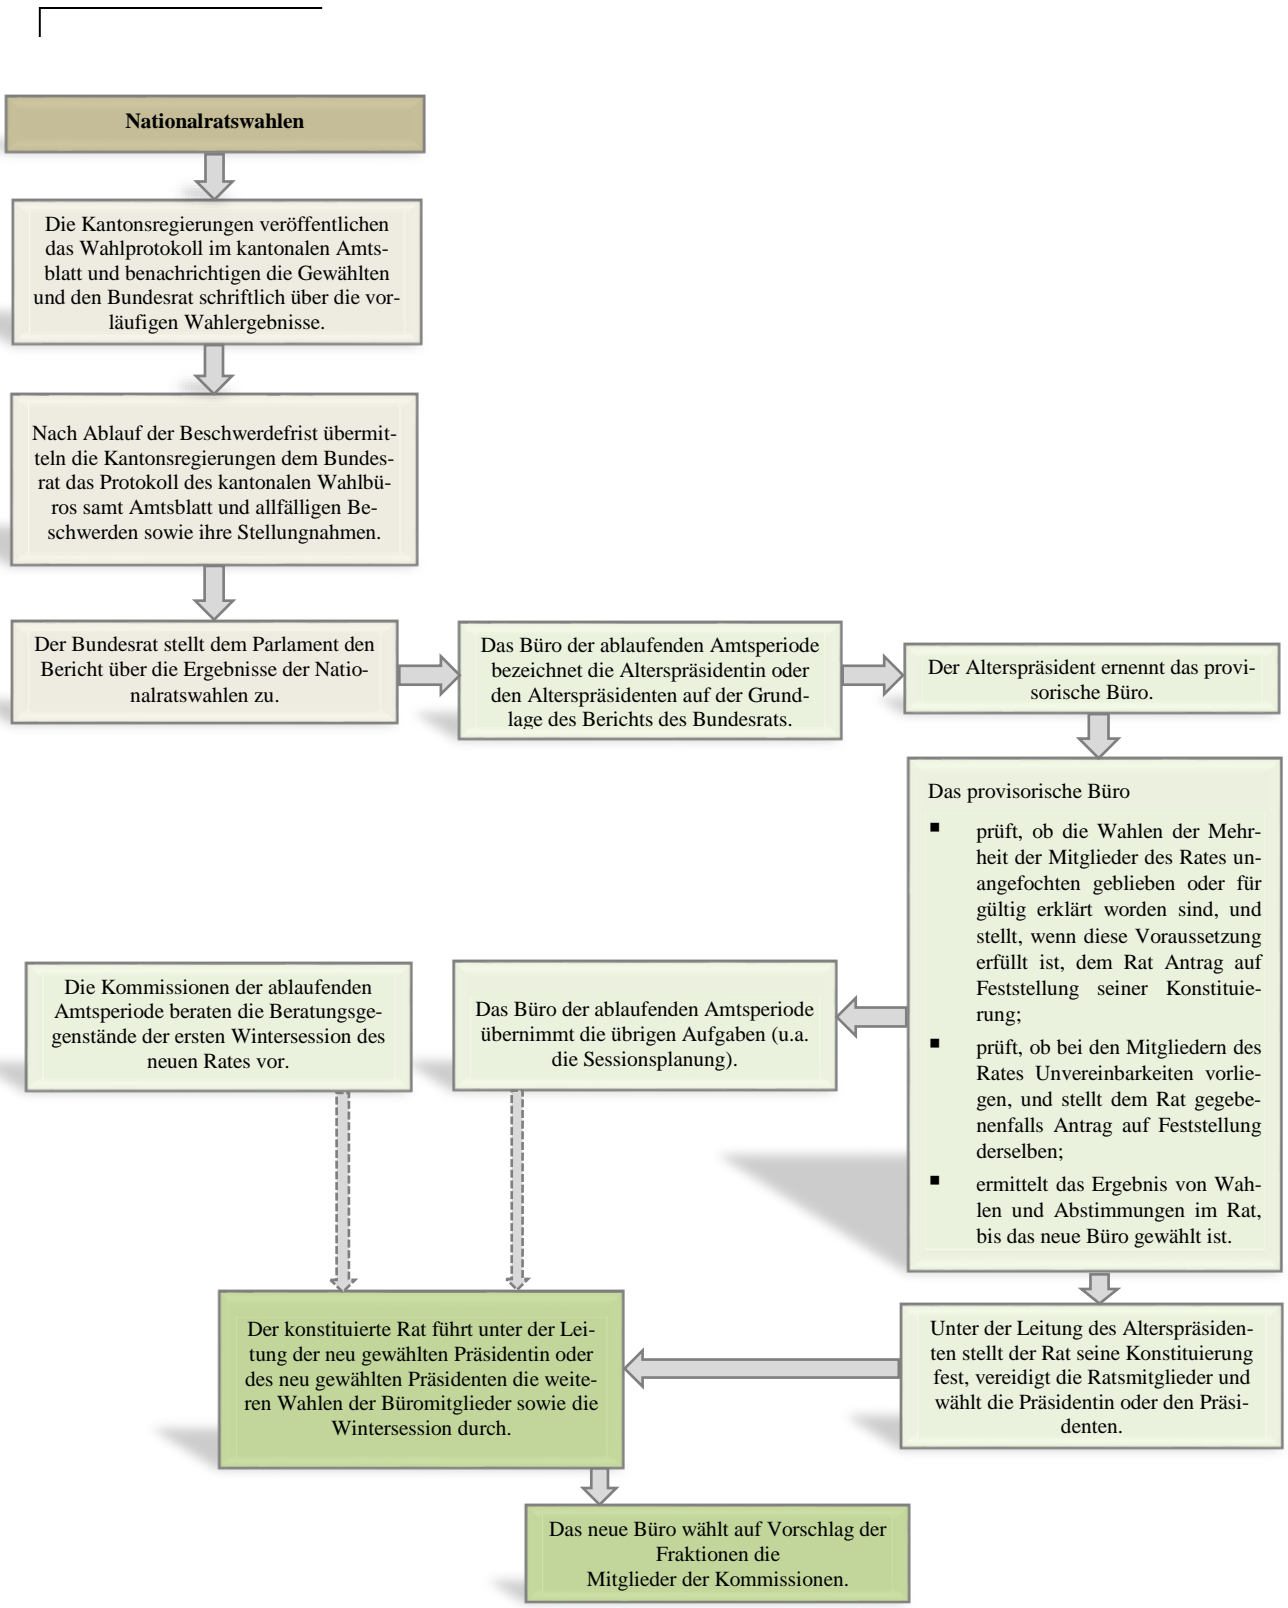 Nationalratswahlen
Die Kantonsregierungen veröffentlichen
das Wahlprotokoll im kantonalen Amts-
blatt und benachrichtigen die Gewählten
und den Bundesrat schriftlich über die vor-
läufigen Wahlergebnisse.
Nach Ablauf der Beschwerdefrist übermit-
teln die Kantonsregierungen dem Bundes-
rat das Protokoll des kantonalen Wahlbü-
ros samt Amtsblatt und allfälligen Be-
schwerden sowie ihre Stellungnahmen.
Der Bundesrat stellt dem Parlament den
Bericht über die Ergebnisse der Natio-
nalratswahlen zu.
Das Büro der ablaufenden Amtsperiode
bezeichnet die Alterspräsidentin oder
den Alterspräsidenten auf der Grund-
lage des Berichts des Bundesrats.
Der Alterspräsident ernennt das provi-
sorische Büro.
Das provisorische Büro
▪ prüft, ob die Wahlen der Mehr-
heit der Mitglieder des Rates un-
angefochten geblieben oder für
gültig erklärt worden sind, und
stellt, wenn diese Voraussetzung
erfüllt ist, dem Rat Antrag auf
Feststellung seiner Konstituie-
rung;
▪ prüft, ob bei den Mitgliedern des
Rates Unvereinbarkeiten vorlie-
gen, und stellt dem Rat gegebe-
nenfalls Antrag auf Feststellung
derselben;
▪ ermittelt das Ergebnis von Wah-
len und Abstimmungen im Rat,
bis das neue Büro gewählt ist.
Die Kommissionen der ablaufenden
Amtsperiode beraten die Beratungsge-
genstände der ersten Wintersession des
neuen Rates vor.
Das Büro der ablaufenden Amtsperiode
übernimmt die übrigen Aufgaben (u.a.
die Sessionsplanung).
Unter der Leitung des Alterspräsiden-
ten stellt der Rat seine Konstituierung
fest, vereidigt die Ratsmitglieder und
wählt die Präsidentin oder den Präsi-
denten.
Der konstituierte Rat führt unter der Lei-
tung der neu gewählten Präsidentin oder
des neu gewählten Präsidenten die weite-
ren Wahlen der Büromitglieder sowie die
Wintersession durch.
Das neue Büro wählt auf Vorschlag der
Fraktionen die
Mitglieder der Kommissionen.